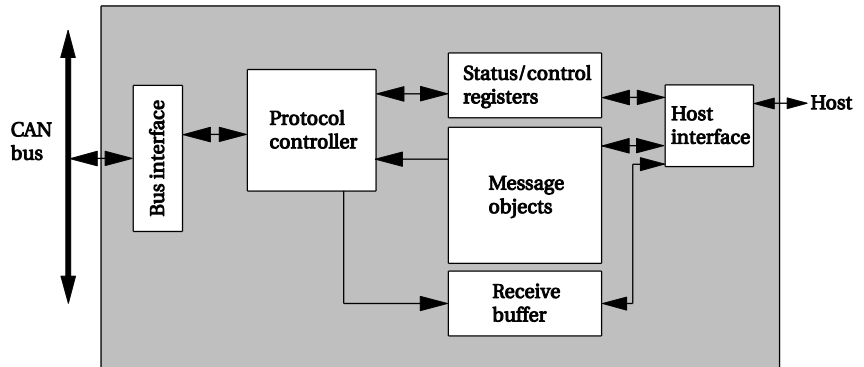 CAN
bus
Bus interface
Protocol
controller
Status/control
registers
Message
objects
Receive
buffer
Host
interface
Host